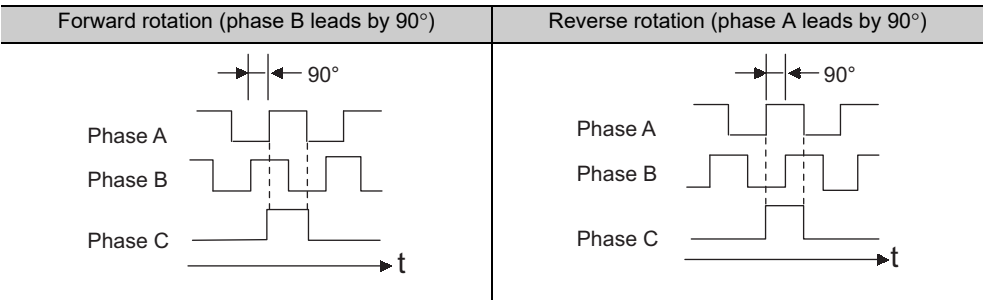 Forward rotation (phase B leads by 90°)
Reverse rotation (phase A leads by 90°)
90°
Phase A
Phase B
Phase C
t
90°
Phase A
Phase B
Phase C
t